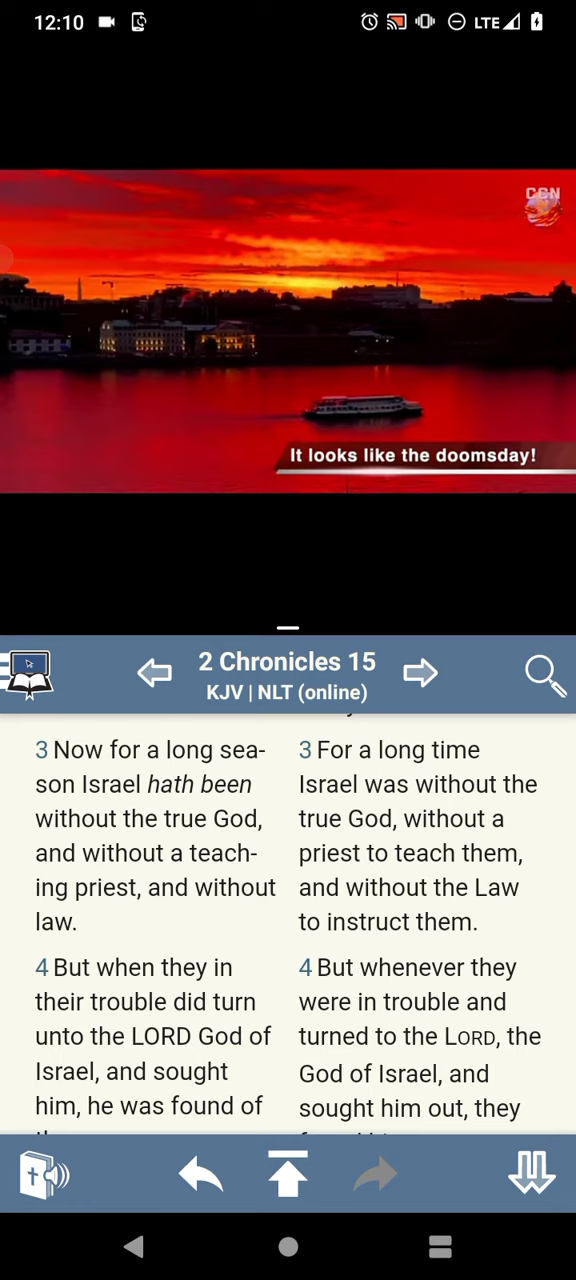 12:10
LTE
CGN
It looks like the doomsday!
2 Chronicles 15
KJV | NLT (online)
3 Now for a long sea-
son Israel hath been
without the true God,
and without a teach-
ing priest, and without
law.
4 But when they in
their trouble did turn
unto the LORD God of
Israel, and sought
him, he was found of
3 For a long time
Israel was without the
true God, without a
priest to teach them,
and without the Law
to instruct them.
4 But whenever they
were in trouble and
turned to the LORD, the
God of Israel, and
sought him out, they